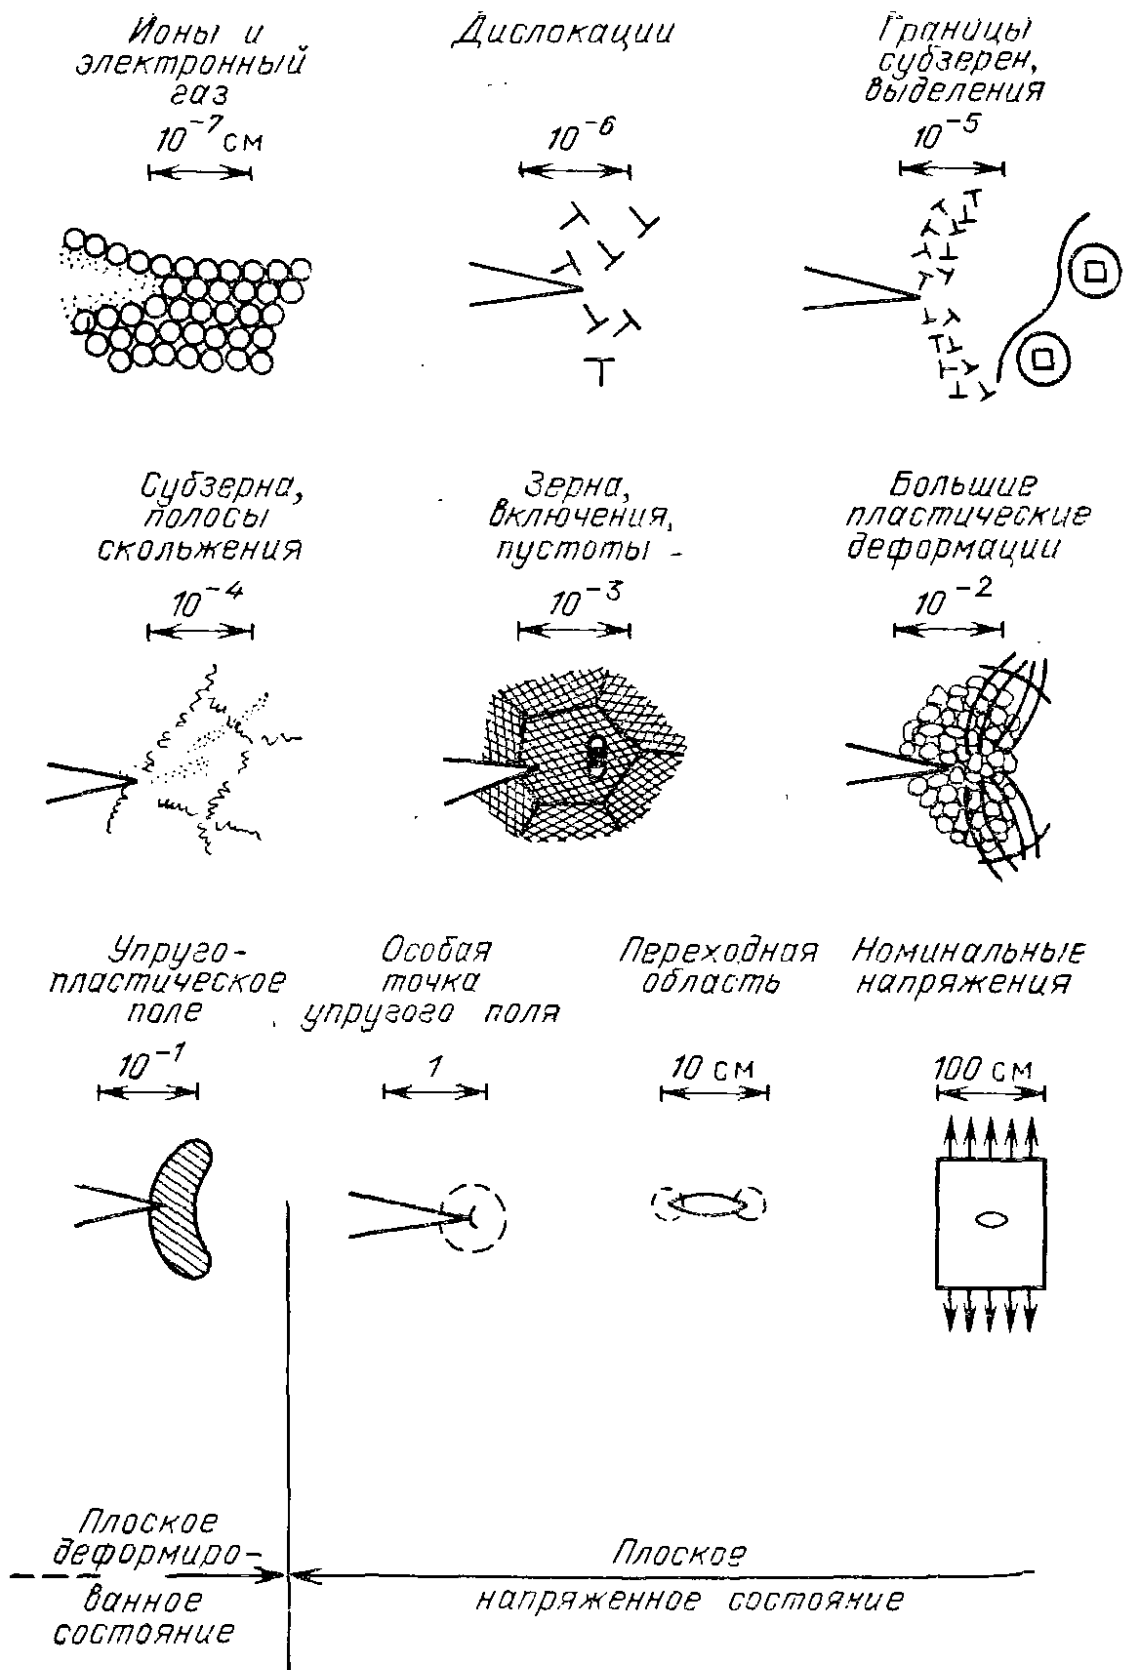 Ионы и
электронный
газ
10⁻⁷ см
Дислокации
10⁻⁶
Границы
субзерен,
выделения
10⁻⁵
Субзерна,
полосы
скольжения
10⁻⁴
Зерна,
включения,
пустоты
10⁻³
Большие
пластические
деформации
10⁻²
Упруго-
пластическое
поле
10⁻¹
Особая
точка
упругого поля
1
Переходная
область
10 см
Номинальные
напряжения
100 см
Плоское
деформиро-
ванное
состояние
Плоское
напряженное состояние